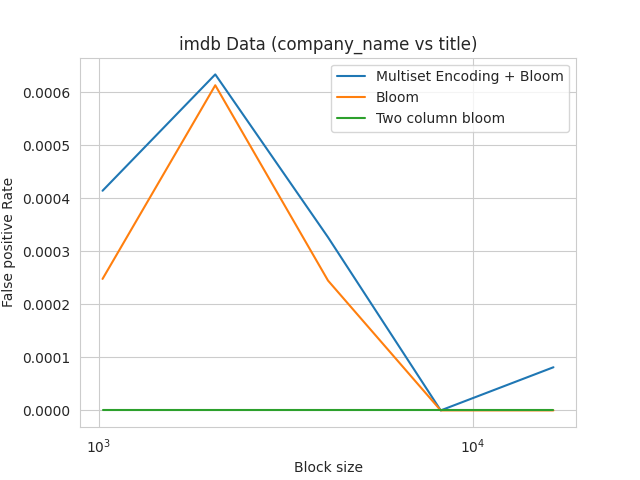 imdb Data (company_name vs title)
Multiset Encoding + Bloom
Bloom
Two column bloom
False positive Rate
0.0006
0.0005
0.0004
0.0003
0.0002
0.0001
0.0000
10³
10⁴
Block size